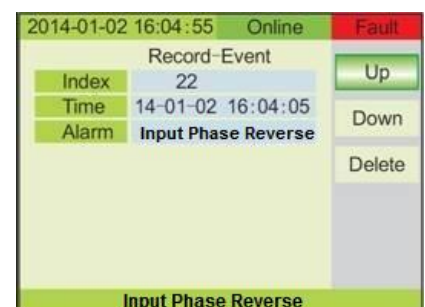 2014-01-02 16:04:55 Online Fault
Record-Event
Up
Index 22
Time 14-01-02 16:04:05
Down
Alarm Input Phase Reverse
Delete
Input Phase Reverse